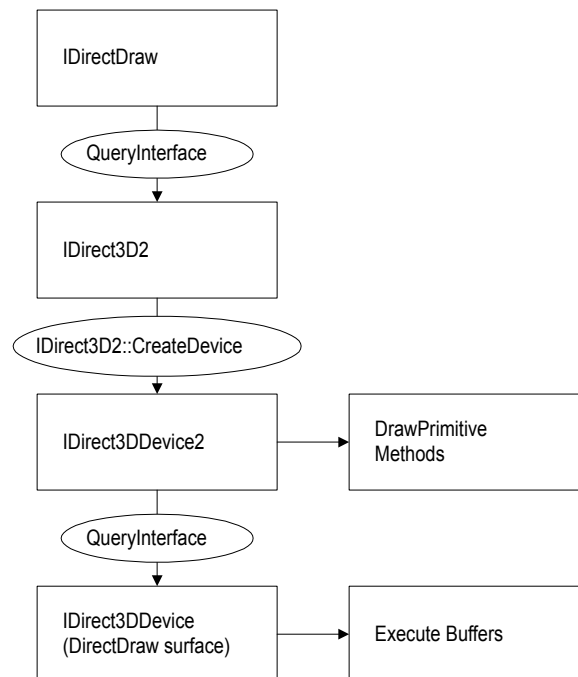 IDirectDraw
QueryInterface
IDirect3D2
IDirect3D2::CreateDevice
IDirect3DDevice2
DrawPrimitive
Methods
QueryInterface
IDirect3DDevice
(DirectDraw surface)
Execute Buffers